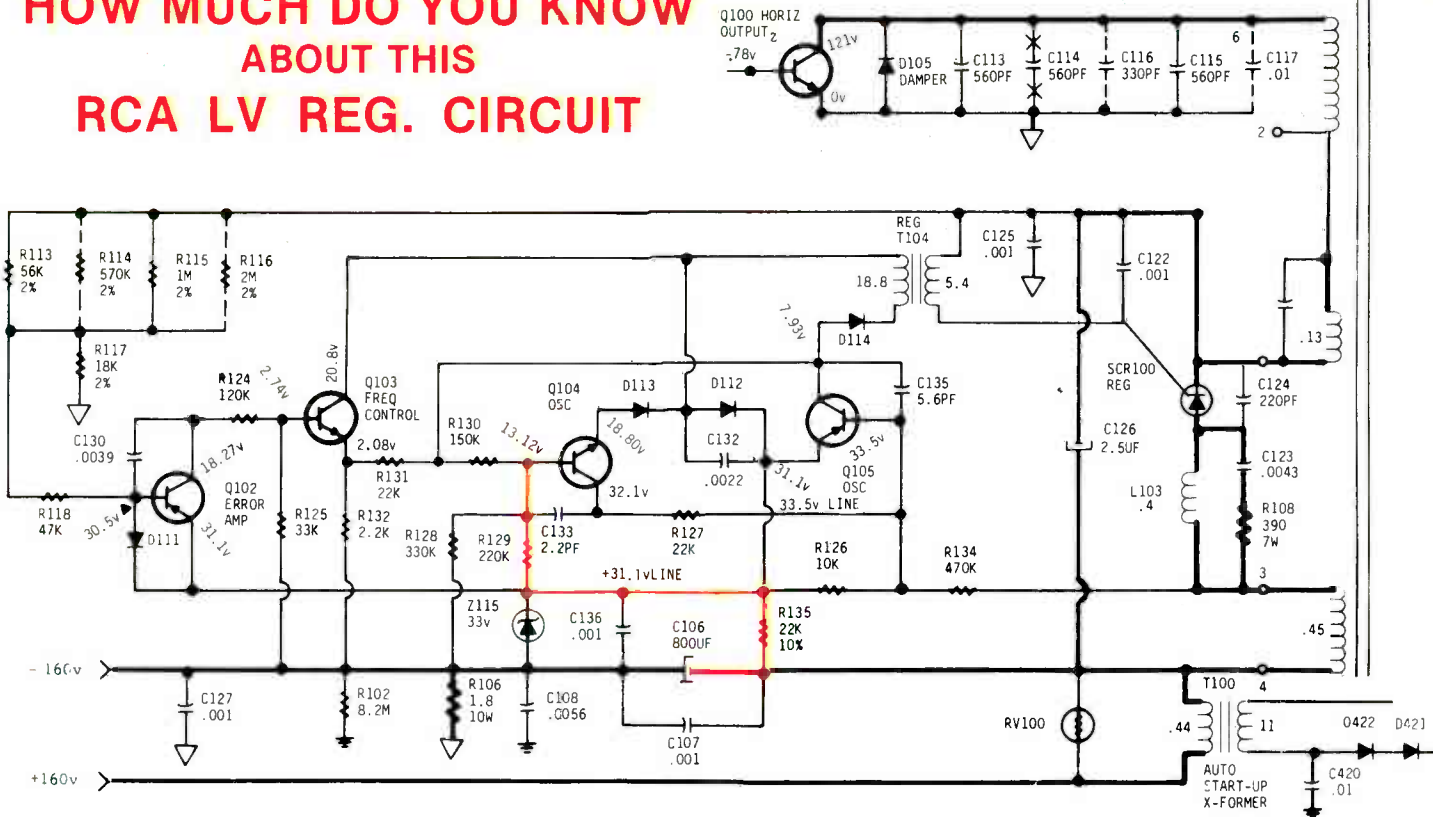 HOW MUCH DO YOU KNOW
ABOUT THIS
RCA LV REG. CIRCUIT
Q100 HORIZ
OUTPUT2
-.78v
121v
0v
D105
DAMPER
C113
560PF
C114
560PF
C116
330PF
C115
560PF
6
C117
.01
2
R113
56K
2%
R114
570K
2%
R115
1M
2%
R116
2M
2%
R117
18K
2%
REG
T104
18.8
5.4
C125
.001
C122
.001
.13
7.93v
D114
SCR100
REG
C124
220PF
R124
120K
2.74v
20.8v
Q103
FREQ
CONTROL
2.08v
Q104
OSC
D113
D112
C135
5.6PF
C130
.0039
18.27v
Q102
ERROR
AMP
R130
150K
13.12v
18.80v
C132
.0022
33.5v
Q105
OSC
31.1v
C126
2.5UF
C123
.0043
R118
47K
30.5v
D111
31.1v
R125
33K
R131
22K
R132
2.2K
R128
330K
R129
220K
C133
2.2PF
32.1v
R127
22K
33.5v LINE
L103
.4
R108
390
7W
+31.1vLINE
R126
10K
R134
470K
3
Z115
33v
C136
.001
C106
800UF
R135
22K
10%
.45
- 160v
C127
.001
R102
8.2M
R106
1.8
10W
C108
.0056
C107
.001
RV100
4
T100
.44
11
AUTO
START-UP
X-FORMER
D422
D421
C420
.01
+160v